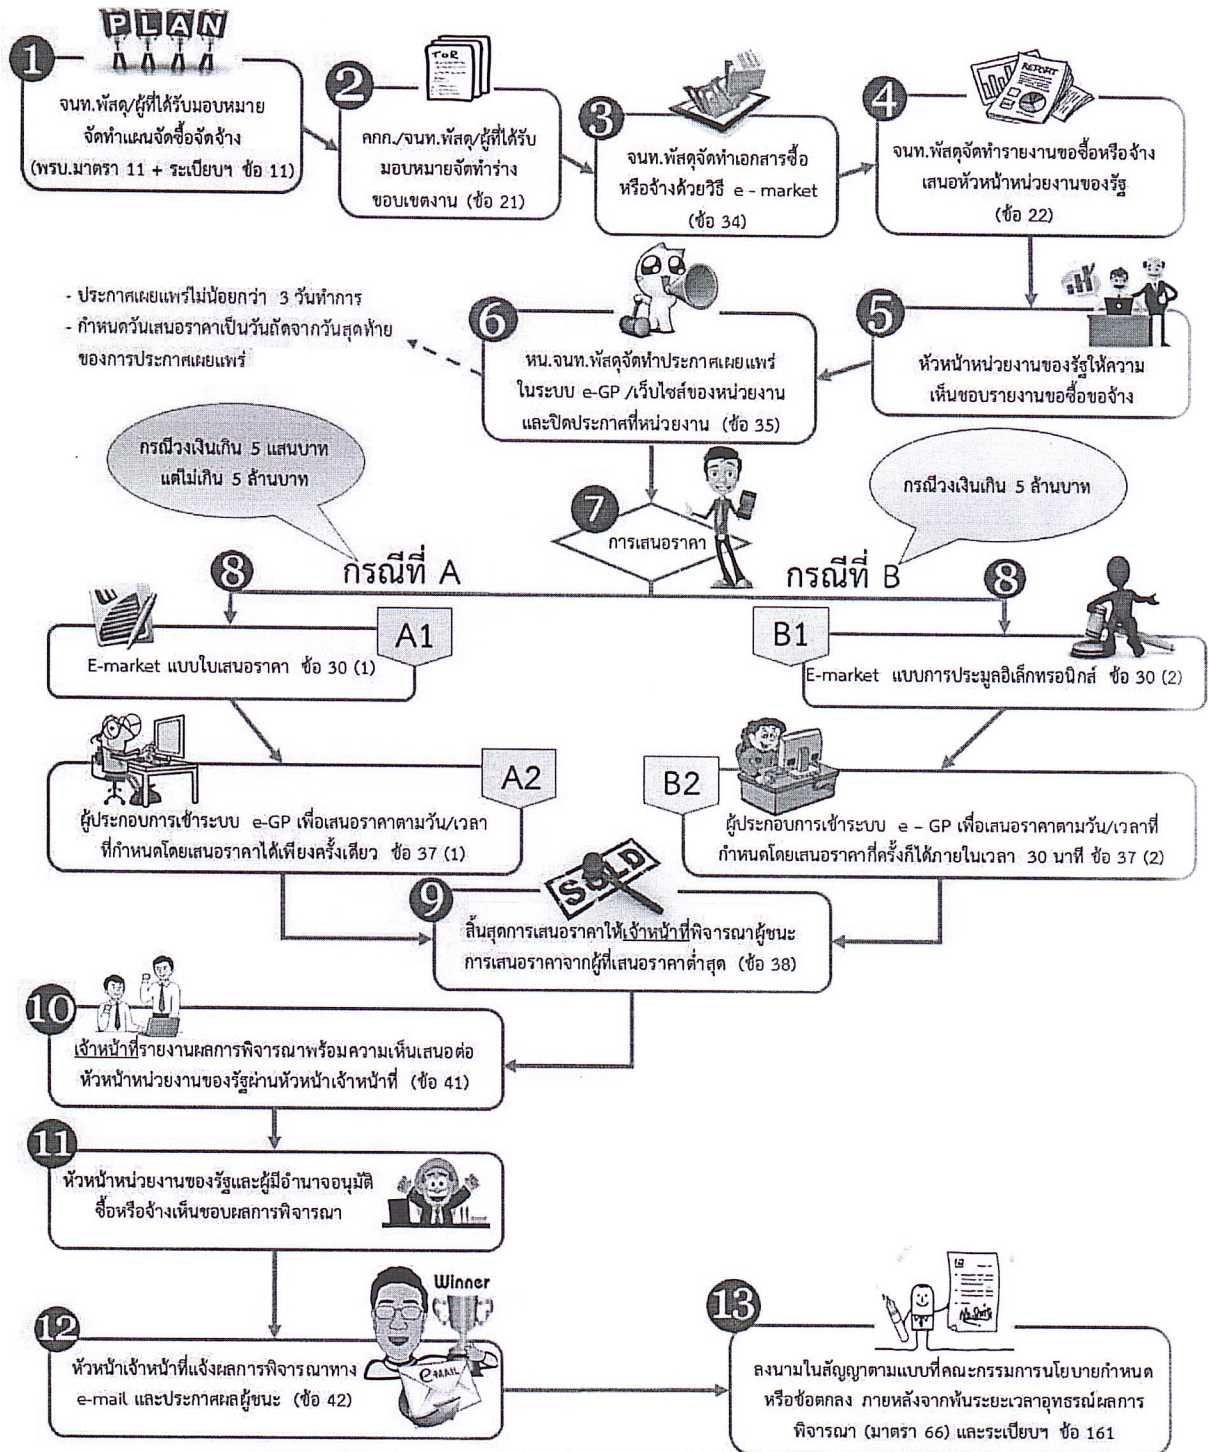 PLAN
1
จนท.พัสดุ/ผู้ที่ได้รับมอบหมาย
จัดทำแผนจัดซื้อจัดจ้าง
(พรบ.มาตรา 11 + ระเบียบฯ ข้อ 11)
2
TOR
คกก./จนท.พัสดุ/ผู้ที่ได้รับ
มอบหมายจัดทำร่าง
ขอบเขตงาน (ข้อ 21)
3
จนท.พัสดุจัดทำเอกสารซื้อ
หรือจ้างด้วยวิธี e - market
(ข้อ 34)
4
REPORT
จนท.พัสดุจัดทำรายงานขอซื้อหรือจ้าง
เสนอหัวหน้าหน่วยงานของรัฐ
(ข้อ 22)
5
หัวหน้าหน่วยงานของรัฐให้ความ
เห็นชอบรายงานขอซื้อขอจ้าง
6
หน.จนท.พัสดุจัดทำประกาศเผยแพร่
ในระบบ e-GP /เว็บไซส์ของหน่วยงาน
และปิดประกาศที่หน่วยงาน (ข้อ 35)
- ประกาศเผยแพร่ไม่น้อยกว่า 3 วันทำการ
- กำหนดวันเสนอราคาเป็นวันถัดจากวันสุดท้าย
ของการประกาศเผยแพร่
7
การเสนอราคา
กรณีวงเงินเกิน 5 แสนบาท
แต่ไม่เกิน 5 ล้านบาท
กรณีวงเงินเกิน 5 ล้านบาท
8
กรณีที่ A
กรณีที่ B
8
A1
E-market แบบใบเสนอราคา ข้อ 30 (1)
B1
E-market แบบการประมูลอิเล็กทรอนิกส์ ข้อ 30 (2)
A2
ผู้ประกอบการเข้าระบบ e-GP เพื่อเสนอราคาตามวัน/เวลา
ที่กำหนดโดยเสนอราคาได้เพียงครั้งเดียว ข้อ 37 (1)
B2
ผู้ประกอบการเข้าระบบ e – GP เพื่อเสนอราคาตามวัน/เวลาที่
กำหนดโดยเสนอราคากี่ครั้งก็ได้ภายในเวลา 30 นาที ข้อ 37 (2)
9
SOLD
สิ้นสุดการเสนอราคาให้เจ้าหน้าที่พิจารณาผู้ชนะ
การเสนอราคาจากผู้ที่เสนอราคาต่ำสุด (ข้อ 38)
10
เจ้าหน้าที่รายงานผลการพิจารณาพร้อมความเห็นเสนอต่อ
หัวหน้าหน่วยงานของรัฐผ่านหัวหน้าเจ้าหน้าที่ (ข้อ 41)
11
หัวหน้าหน่วยงานของรัฐและผู้มีอำนาจอนุมัติ
ซื้อหรือจ้างเห็นชอบผลการพิจารณา
12
Winner
e-MAIL
หัวหน้าเจ้าหน้าที่แจ้งผลการพิจารณาทาง
e-mail และประกาศผลผู้ชนะ (ข้อ 42)
13
ลงนามในสัญญาตามแบบที่คณะกรรมการนโยบายกำหนด
หรือข้อตกลง ภายหลังจากพ้นระยะเวลาอุทธรณ์ผลการ
พิจารณา (มาตรา 66) และระเบียบฯ ข้อ 161